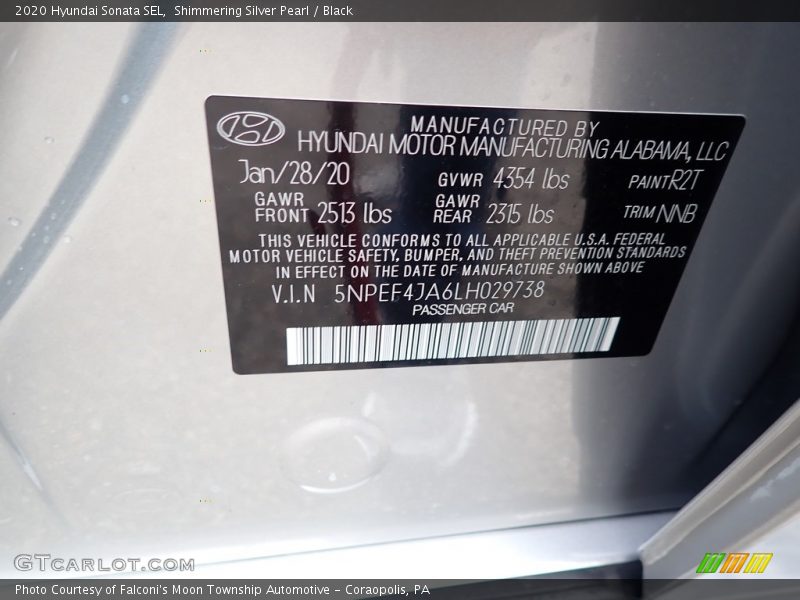 2020 Hyundai Sonata SEL,  Shimmering Silver Pearl / Black
MANUFACTURED BY
HYUNDAI MOTOR MANUFACTURING ALABAMA, LLC
Jan/28/20 GVWR 4354 lbs PAINT R2T
GAWR FRONT 2513 lbs GAWR REAR 2315 lbs TRIM NNB
THIS VEHICLE CONFORMS TO ALL APPLICABLE U.S.A. FEDERAL
MOTOR VEHICLE SAFETY, BUMPER, AND THEFT PREVENTION STANDARDS
IN EFFECT ON THE DATE OF MANUFACTURE SHOWN ABOVE
V.I.N 5NPEF4JA6LH029738
PASSENGER CAR
GTCARLOT.COM
Photo Courtesy of Falconi's Moon Township Automotive - Coraopolis, PA